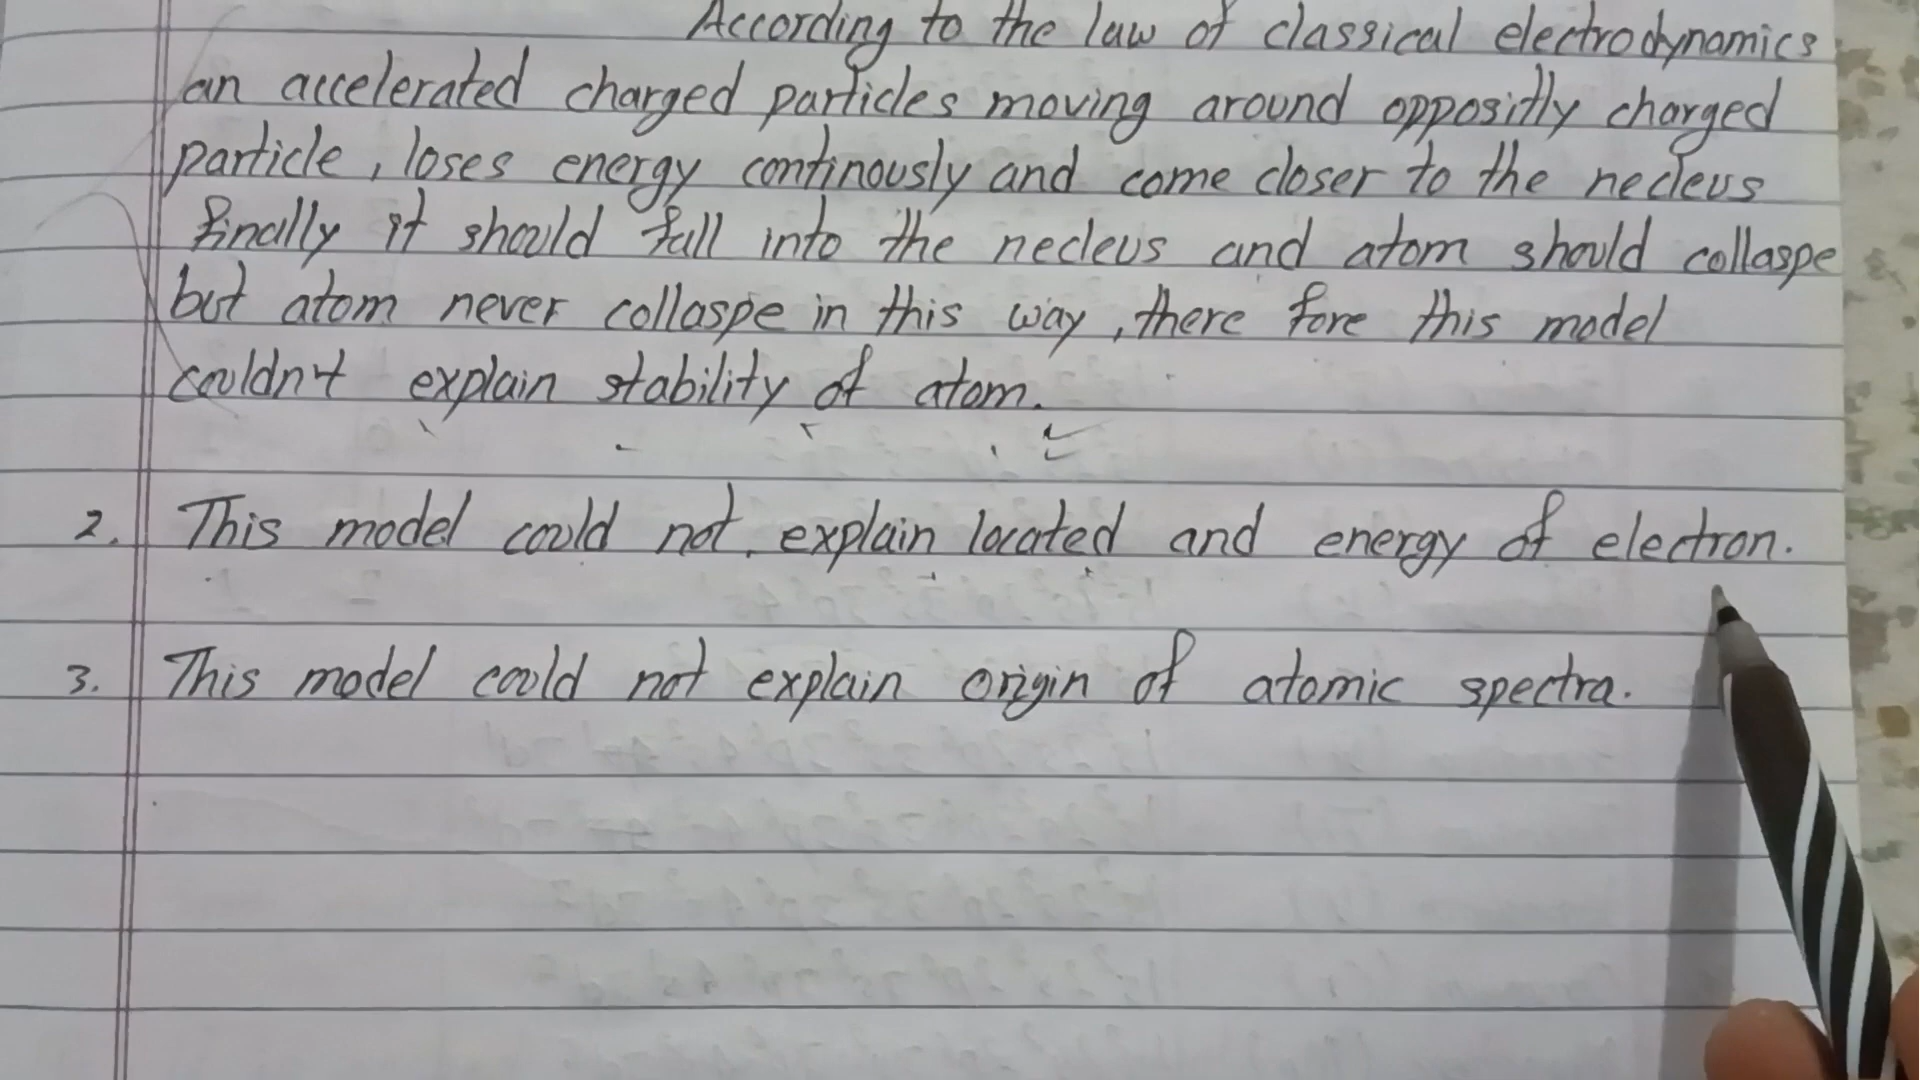 According to the law of classical electrodynamics
an accelerated charged particles moving around oppositly charged
particle, loses energy continously and come closer to the necleus
finally it should fall into the necleus and atom should collaspe
but atom never collaspe in this way, there fore this model
couldn't explain stability of atom.
2. This model could not explain located and energy of electron.
3. This model could not explain origin of atomic spectra.